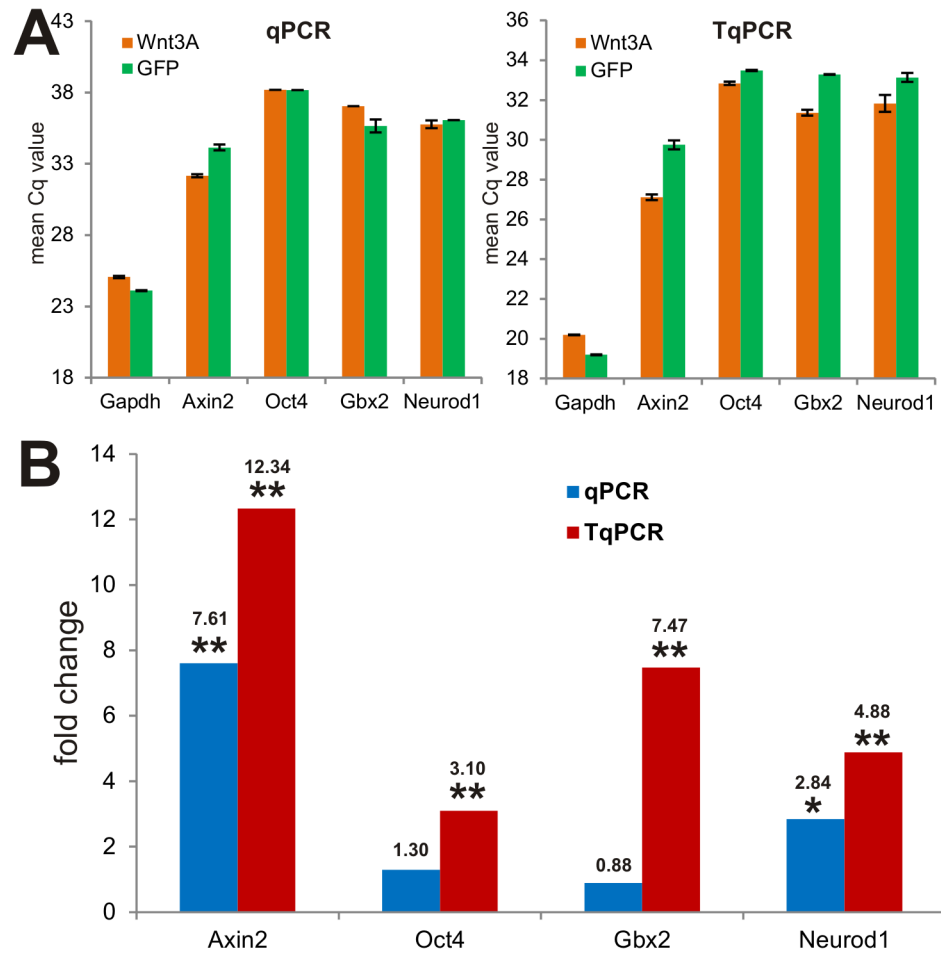 A
qPCR
Wnt3A
GFP
mean Cq value
43
38
33
28
23
18
Gapdh Axin2 Oct4 Gbx2 Neurod1
TqPCR
Wnt3A
GFP
mean Cq value
36
34
32
30
28
26
24
22
20
18
Gapdh Axin2 Oct4 Gbx2 Neurod1
B
qPCR
TqPCR
fold change
14
12
10
8
6
4
2
0
7.61
**
12.34
**
1.30
3.10
**
0.88
7.47
**
2.84
*
4.88
**
Axin2 Oct4 Gbx2 Neurod1